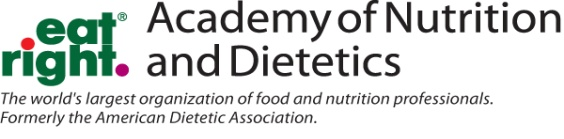 eat right.®
Academy of Nutrition
and Dietetics
The world's largest organization of food and nutrition professionals.
Formerly the American Dietetic Association.